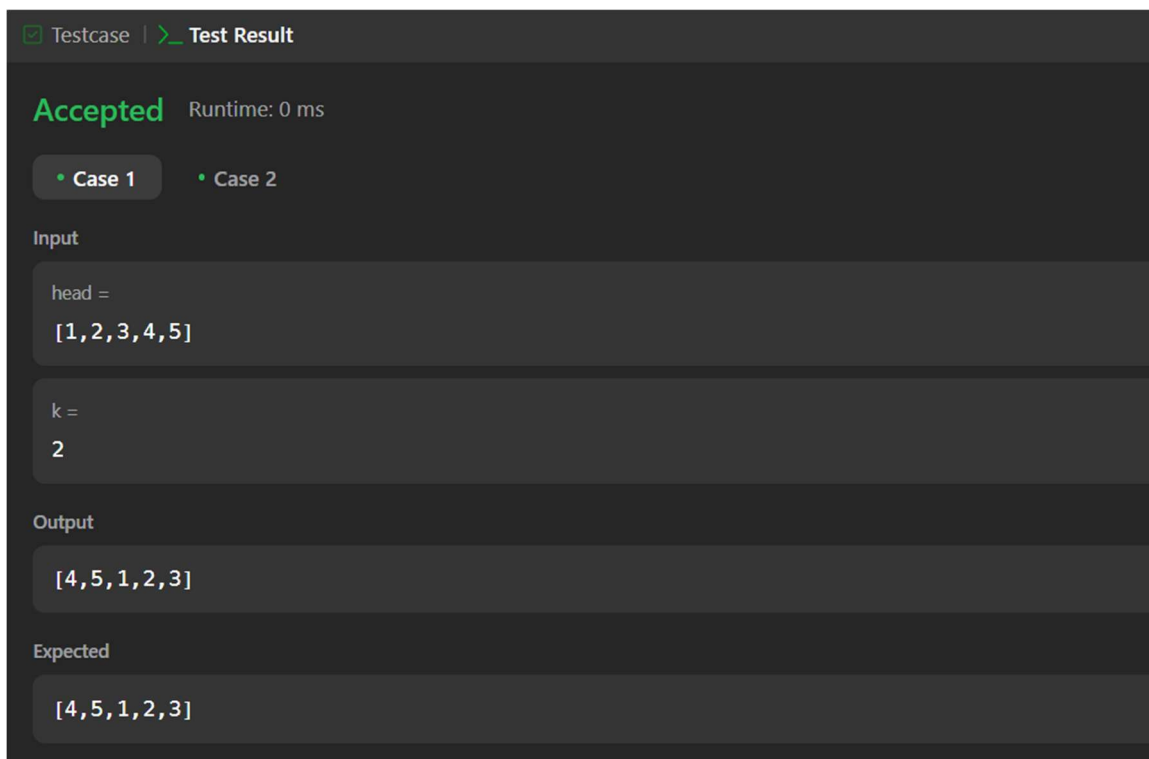 Testcase | >_ Test Result
Accepted Runtime: 0 ms
• Case 1 • Case 2
Input
head =
[1,2,3,4,5]
k =
2
Output
[4,5,1,2,3]
Expected
[4,5,1,2,3]